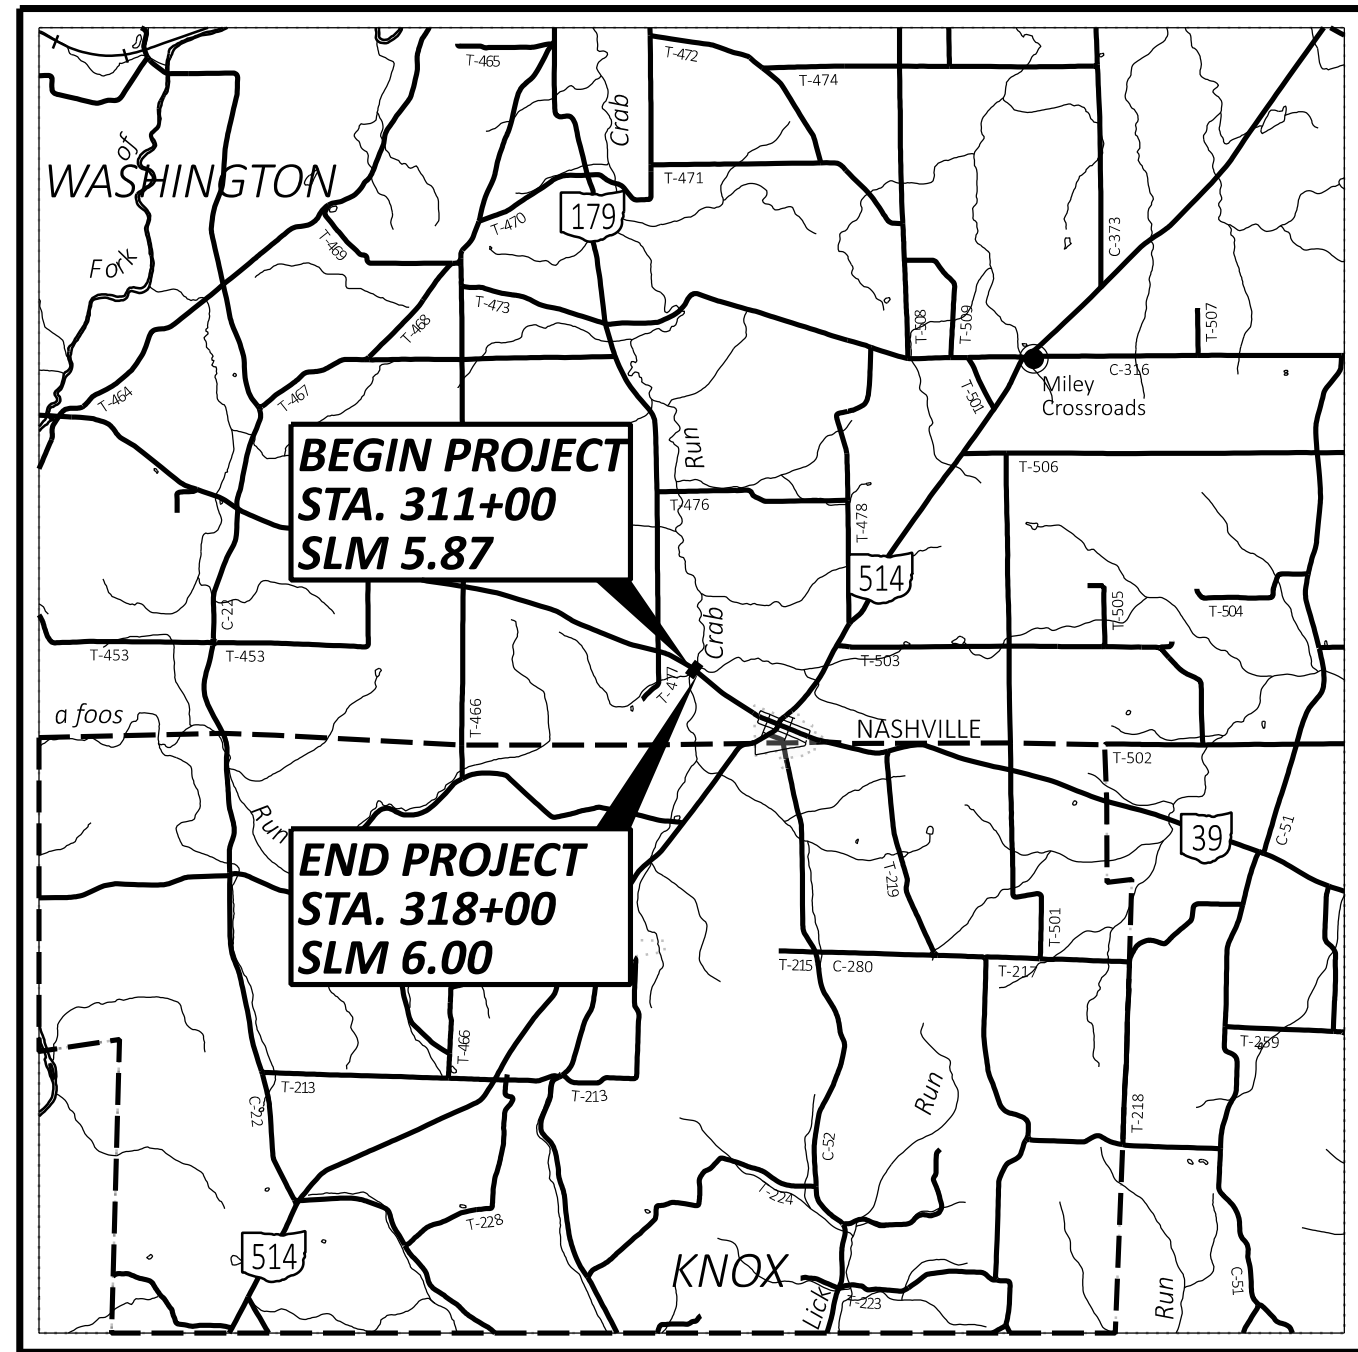 T-465
T-472
T-474
Crab
of
WASHINGTON
T-471
179
T-470
T-469
C-373
Fork
T-473
T-468
T-508
T-509
T-507
C-316
T-464
T-467
T-501
Miley
Crossroads
BEGIN PROJECT
STA. 311+00
SLM 5.87
Run
T-506
T-476
T-478
514
C-22
T-505
T-504
Crab
T-453
T-453
T-503
T-477
a foos
T-466
NASHVILLE
T-502
Run
39
C-51
END PROJECT
STA. 318+00
SLM 6.00
T-219
T-501
T-215
C-280
T-217
T-466
T-259
T-213
T-213
C-22
Run
T-218
C-52
T-224
T-228
514
KNOX
Lick
T-223
Run
C-51